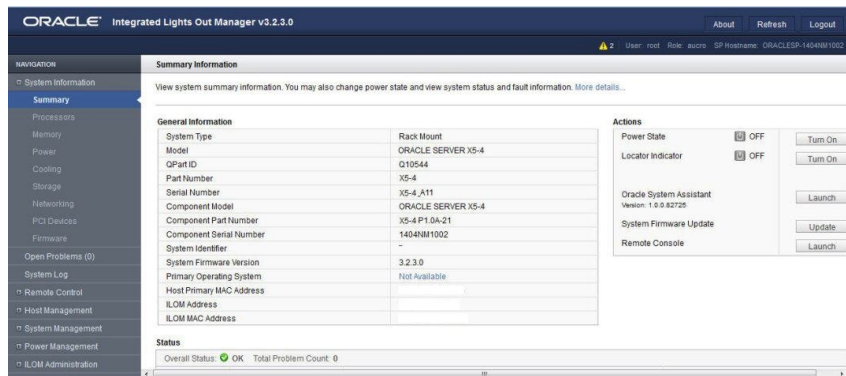 ORACLE® Integrated Lights Out Manager v3.2.3.0
About Refresh Logout
2 User: root Role: aucro SP Hostname: ORACLESP-1404NM1002
NAVIGATION
System Information
Summary
Processors
Memory
Power
Cooling
Storage
Networking
PCI Devices
Firmware
Open Problems (0)
System Log
Remote Control
Host Management
System Management
Power Management
ILOM Administration
Summary Information
View system summary information. You may also change power state and view system status and fault information. More details...
General Information
System Type Rack Mount
Model ORACLE SERVER X5-4
QPart ID Q10544
Part Number X5-4
Serial Number X5-4_A11
Component Model ORACLE SERVER X5-4
Component Part Number X5-4 P1.0A-21
Component Serial Number 1404NM1002
System Identifier -
System Firmware Version 3.2.3.0
Primary Operating System Not Available
Host Primary MAC Address
ILOM Address
ILOM MAC Address
Actions
Power State OFF Turn On
Locator Indicator OFF Turn On
Oracle System Assistant Launch
Version: 1.0.0.82725
System Firmware Update Update
Remote Console Launch
Status
Overall Status: OK Total Problem Count: 0